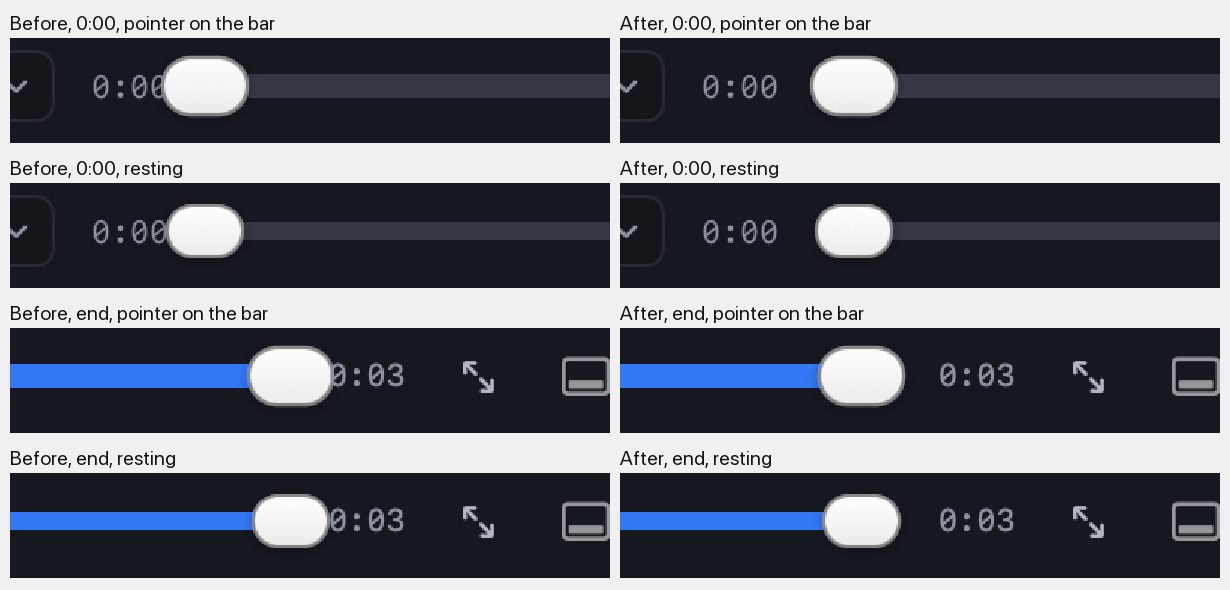 Before, 0:00, pointer on the bar
After, 0:00, pointer on the bar
0:00
0:00
Before, 0:00, resting
After, 0:00, resting
0:00
0:00
Before, end, pointer on the bar
After, end, pointer on the bar
0:03
0:03
Before, end, resting
After, end, resting
0:03
0:03